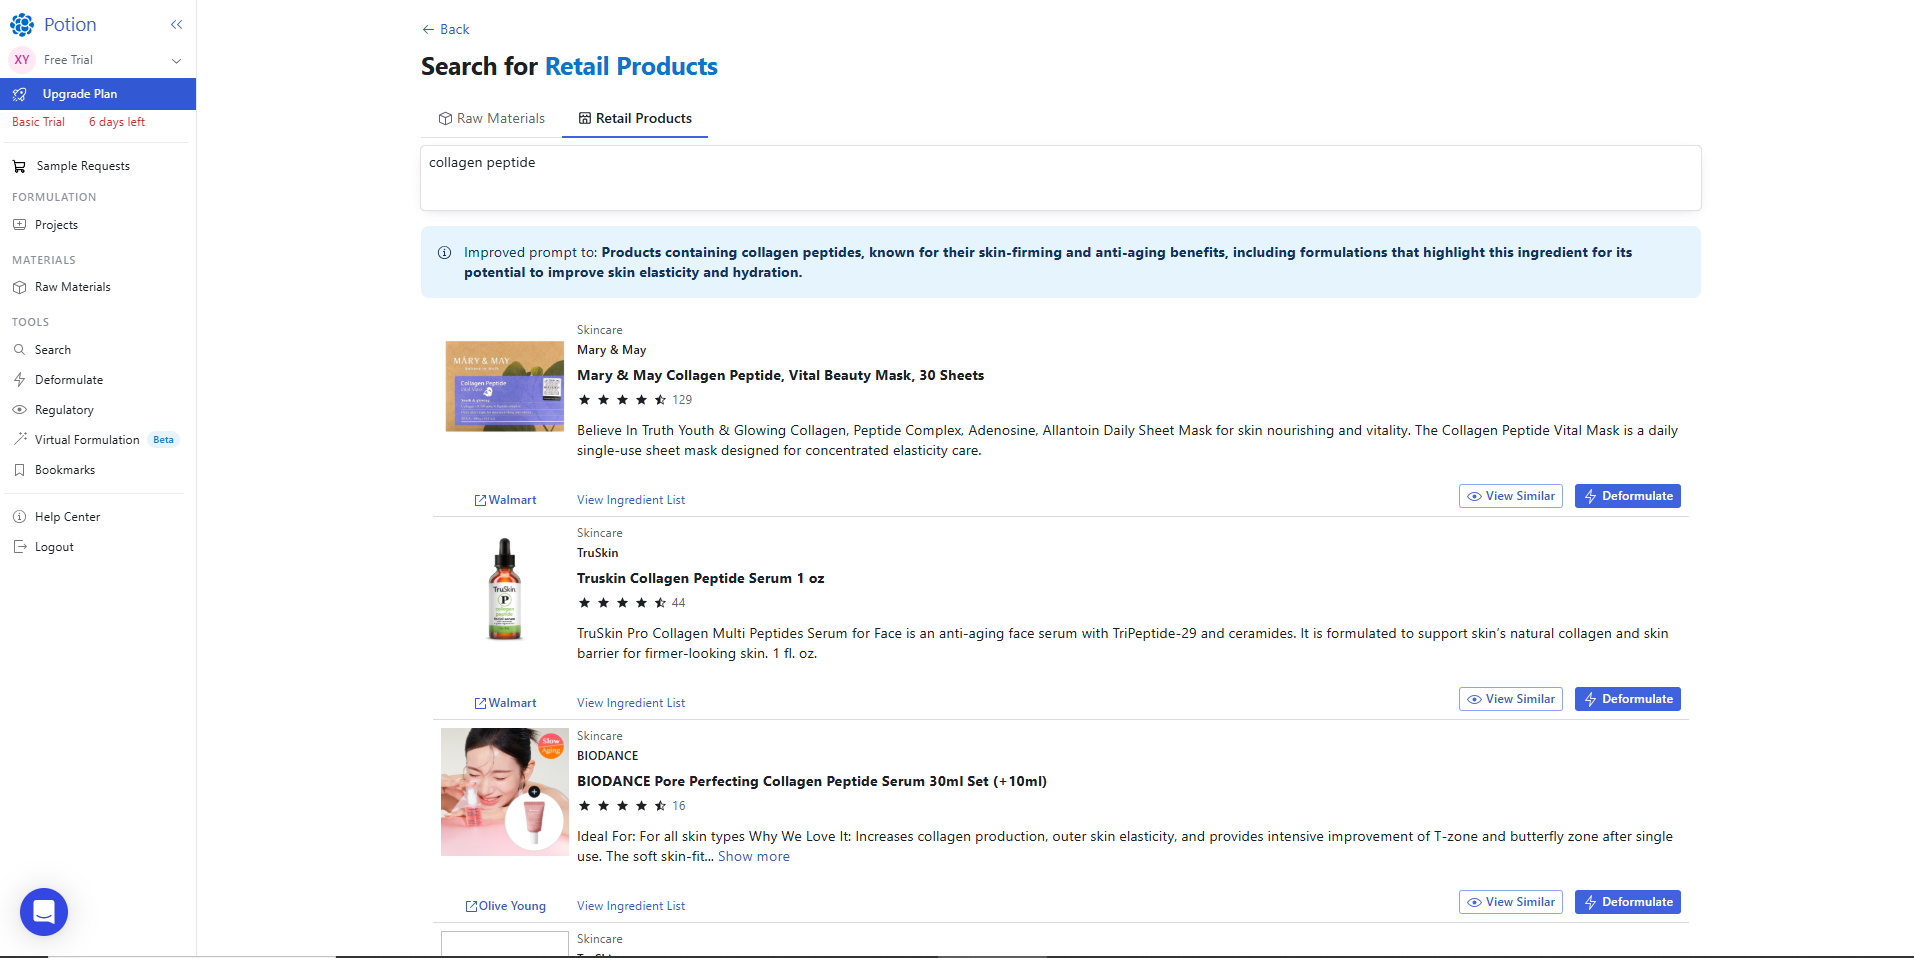 Potion
XY Free Trial
Upgrade Plan
Basic Trial 6 days left
Sample Requests
FORMULATION
Projects
MATERIALS
Raw Materials
TOOLS
Search
Deformulate
Regulatory
Virtual Formulation Beta
Bookmarks
Help Center
Logout
Back
Search for Retail Products
Raw Materials Retail Products
collagen peptide
Improved prompt to: Products containing collagen peptides, known for their skin-firming and anti-aging benefits, including formulations that highlight this ingredient for its
potential to improve skin elasticity and hydration.
MARY & MAY
Collagen Peptide
Skincare
Mary & May
Mary & May Collagen Peptide, Vital Beauty Mask, 30 Sheets
129
Believe In Truth Youth & Glowing Collagen, Peptide Complex, Adenosine, Allantoin Daily Sheet Mask for skin nourishing and vitality. The Collagen Peptide Vital Mask is a daily
single-use sheet mask designed for concentrated elasticity care.
Walmart View Ingredient List View Similar Deformulate
TruSkin
P
collagen
peptide
Skincare
TruSkin
Truskin Collagen Peptide Serum 1 oz
44
TruSkin Pro Collagen Multi Peptides Serum for Face is an anti-aging face serum with TriPeptide-29 and ceramides. It is formulated to support skin’s natural collagen and skin
barrier for firmer-looking skin. 1 fl. oz.
Walmart View Ingredient List View Similar Deformulate
Slow
Aging
Skincare
BIODANCE
BIODANCE Pore Perfecting Collagen Peptide Serum 30ml Set (+10ml)
16
Ideal For: For all skin types Why We Love It: Increases collagen production, outer skin elasticity, and provides intensive improvement of T-zone and butterfly zone after single
use. The soft skin-fit... Show more
Olive Young View Ingredient List View Similar Deformulate
Skincare